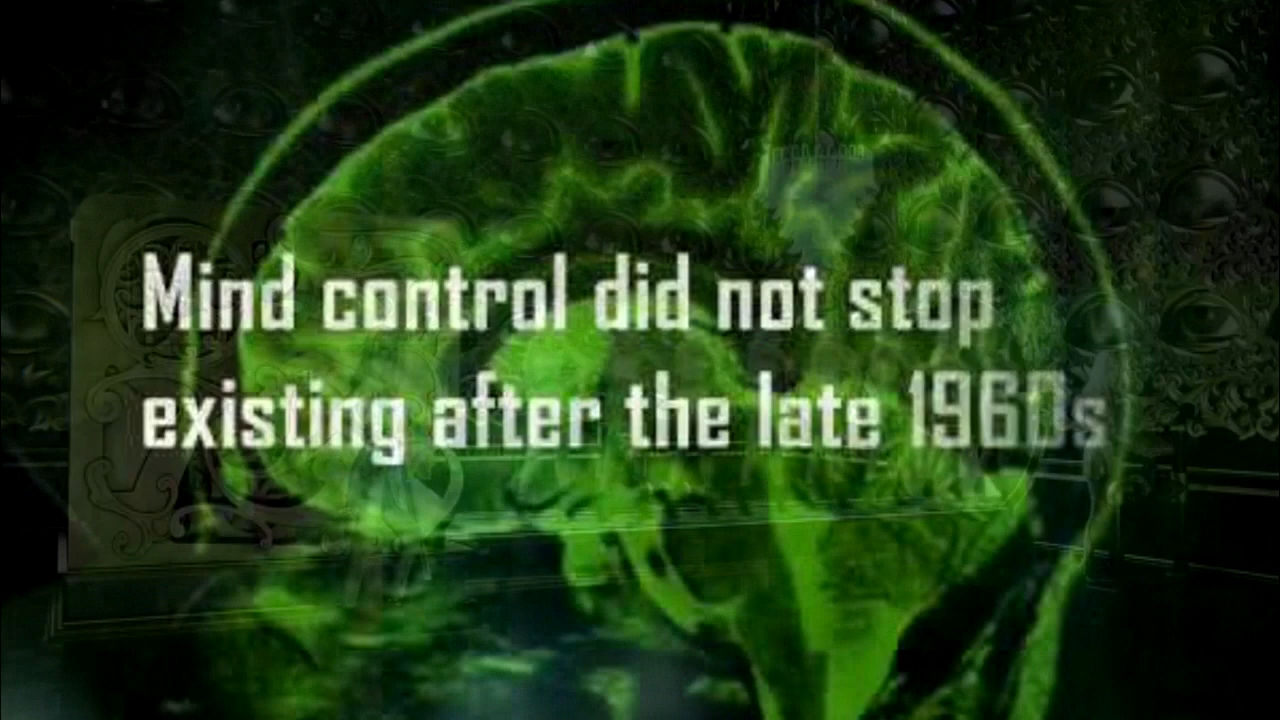 Mind control did not stop
existing after the late 1960s